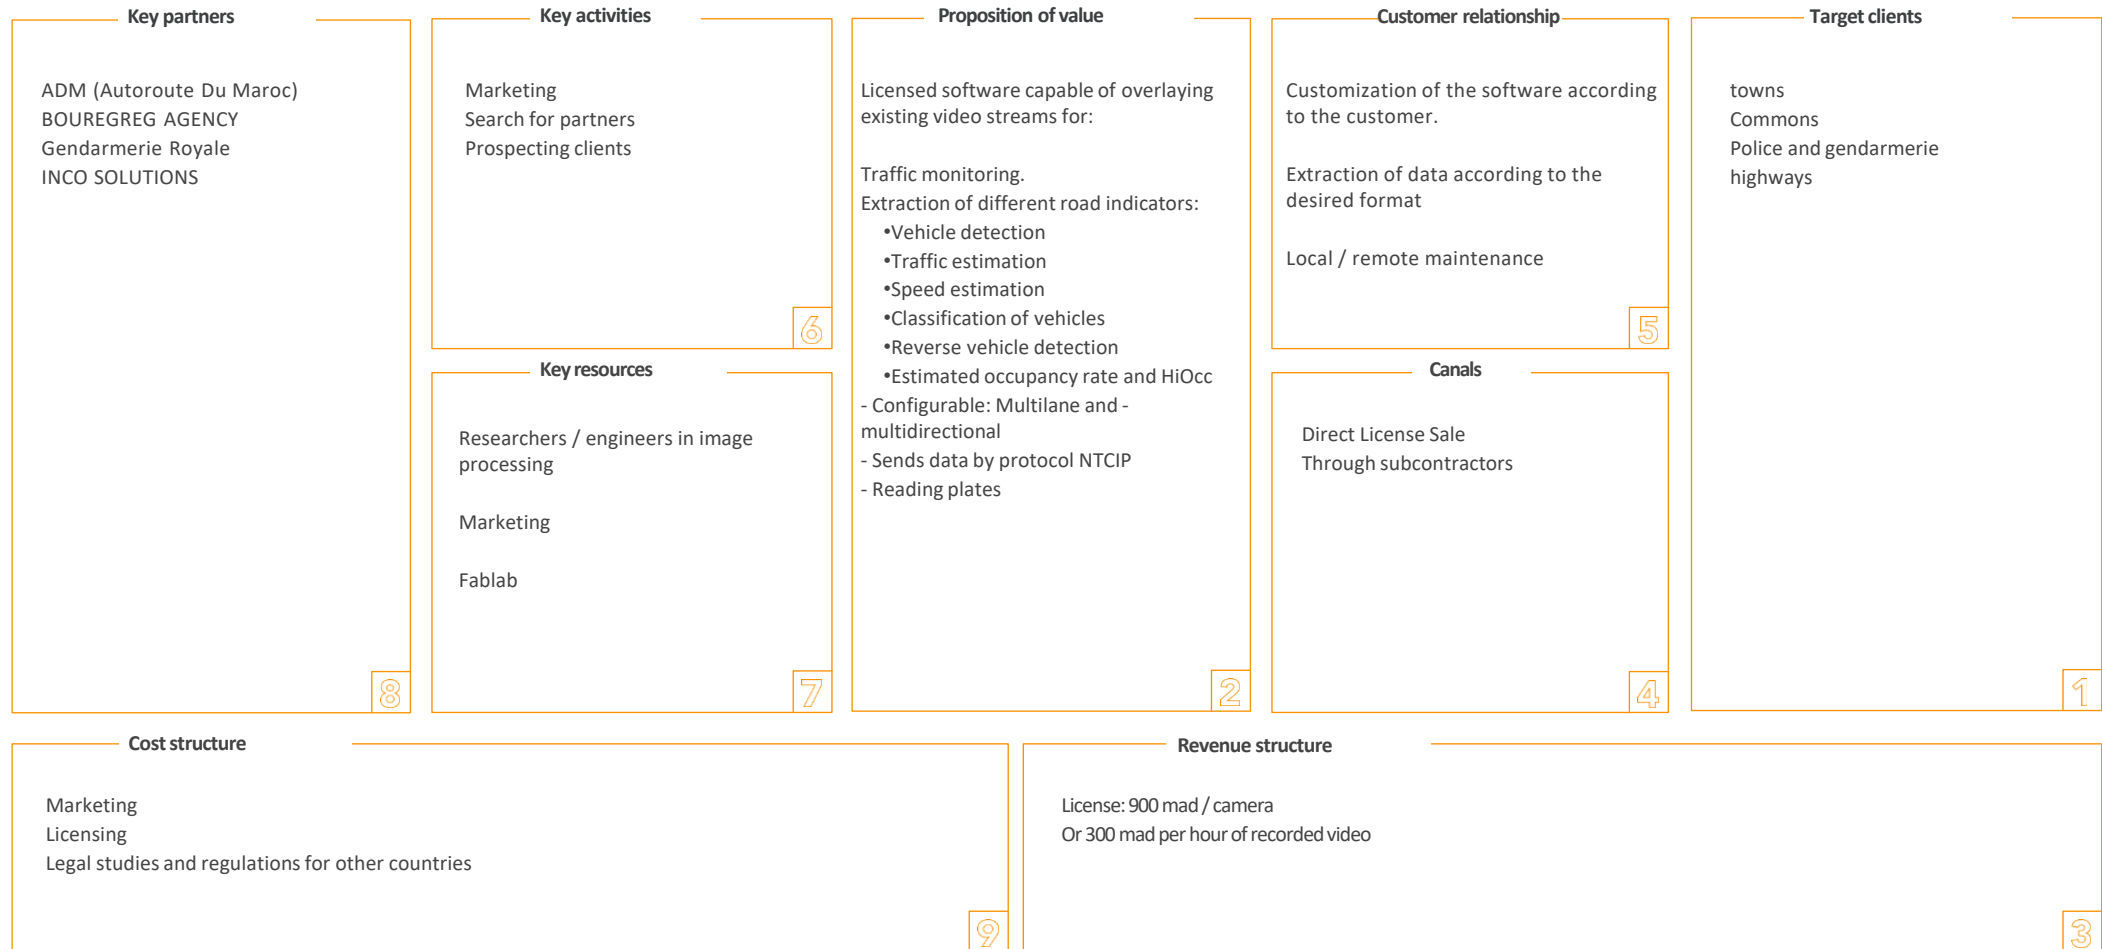 Key partners
ADM (Autoroute Du Maroc)
BOUREGREG AGENCY
Gendarmerie Royale
INCO SOLUTIONS
8
Key activities
Marketing
Search for partners
Prospecting clients
6
Key resources
Researchers / engineers in image
processing
Marketing
Fablab
7
Proposition of value
Licensed software capable of overlaying
existing video streams for:
Traffic monitoring.
Extraction of different road indicators:
•Vehicle detection
•Traffic estimation
•Speed estimation
•Classification of vehicles
•Reverse vehicle detection
•Estimated occupancy rate and HiOcc
- Configurable: Multilane and -
multidirectional
- Sends data by protocol NTCIP
- Reading plates
2
Customer relationship
Customization of the software according
to the customer.
Extraction of data according to the
desired format
Local / remote maintenance
5
Canals
Direct License Sale
Through subcontractors
4
Target clients
towns
Commons
Police and gendarmerie
highways
1
Cost structure
Marketing
Licensing
Legal studies and regulations for other countries
9
Revenue structure
License: 900 mad / camera
Or 300 mad per hour of recorded video
3